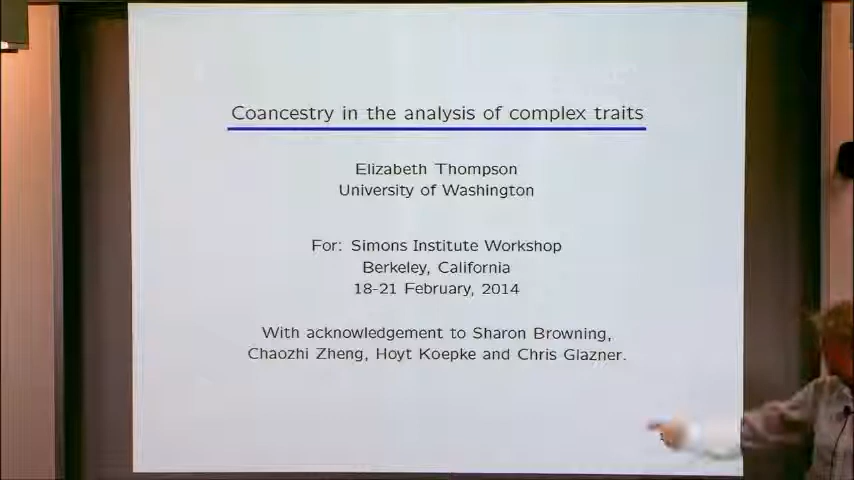 Coancestry in the analysis of complex traits
Elizabeth Thompson
University of Washington
For: Simons Institute Workshop
Berkeley, California
18-21 February, 2014
With acknowledgement to Sharon Browning,
Chaozhi Zheng, Hoyt Koepke and Chris Glazner.